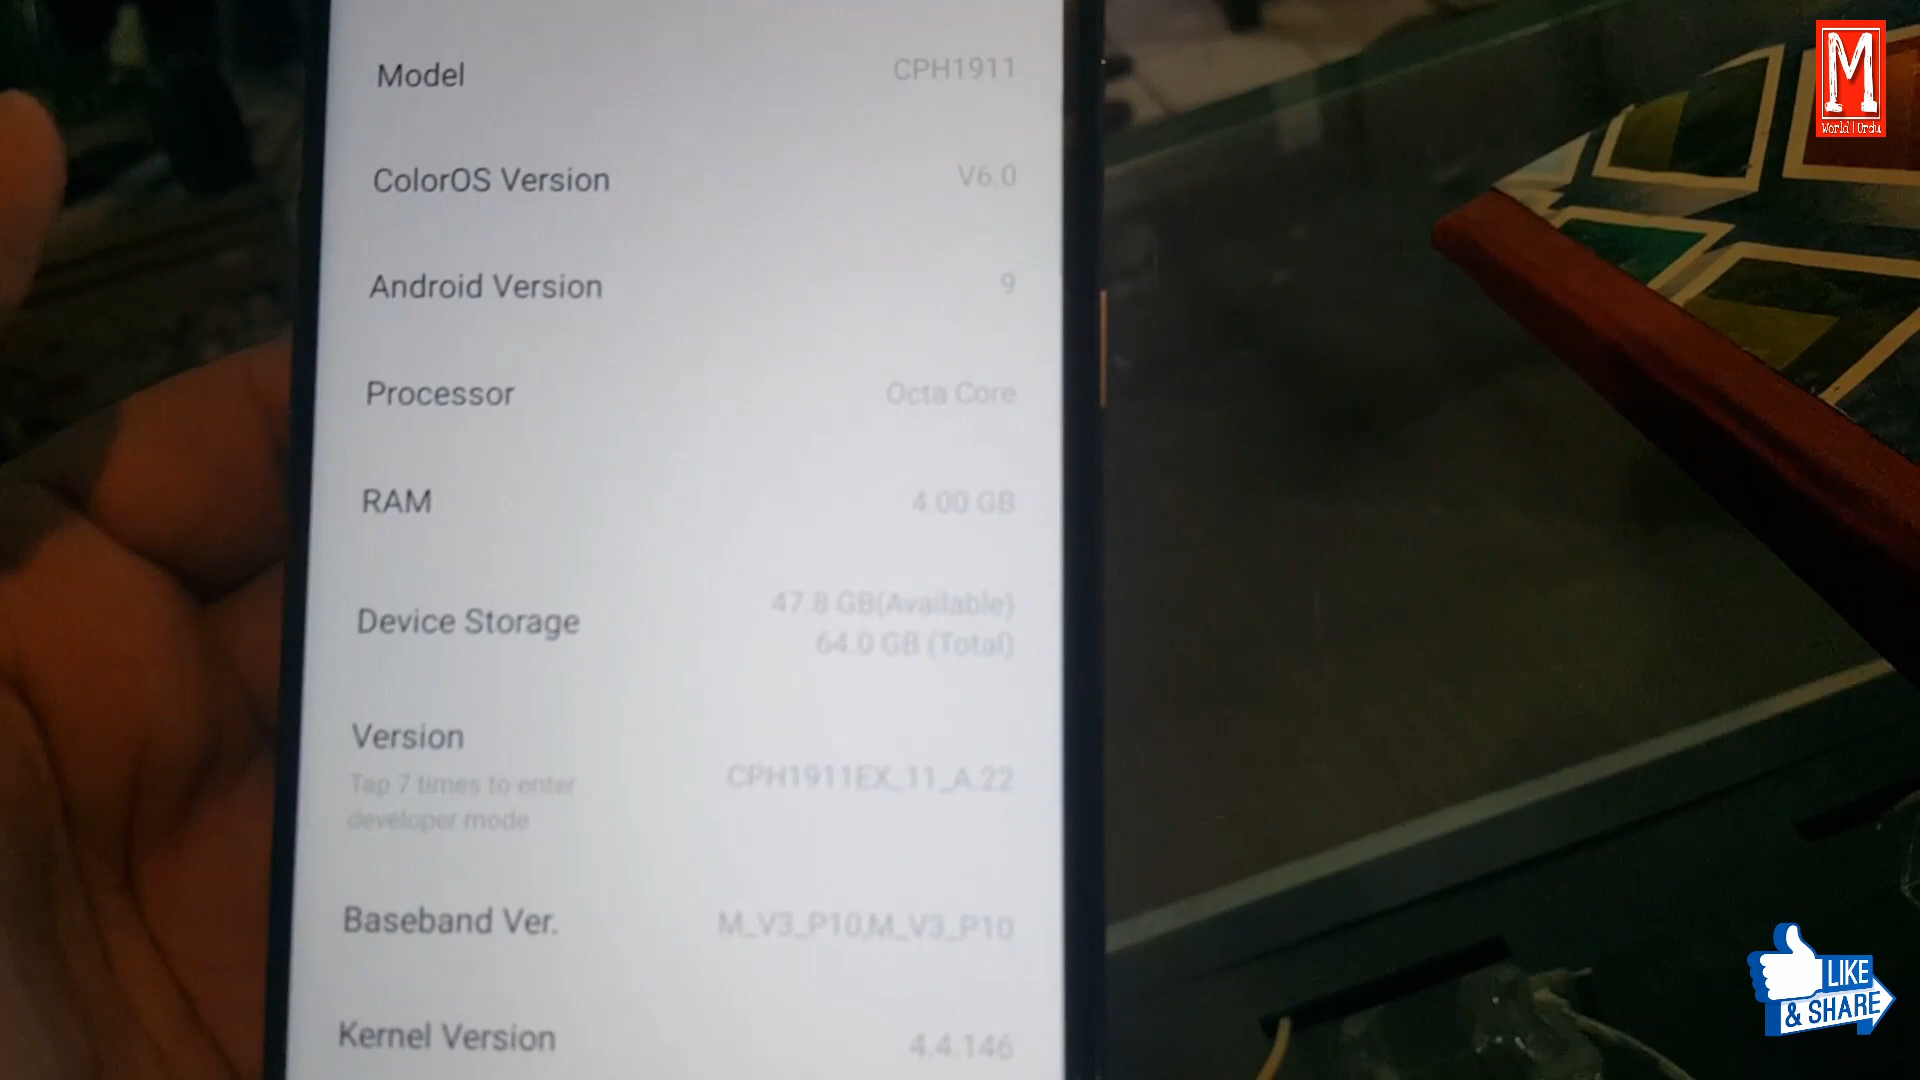 Model CPH1911
ColorOS Version V6.0
Android Version 9
Processor Octa Core
RAM 4.00 GB
Device Storage 47.8 GB(Available)
64.0 GB (Total)
Version
Tap 7 times to enter
developer mode
CPH1911EX_11_A.22
Baseband Ver. M_V3_P10,M_V3_P10
Kernel Version 4.4.146
M
World | Urdu
LIKE
& SHARE